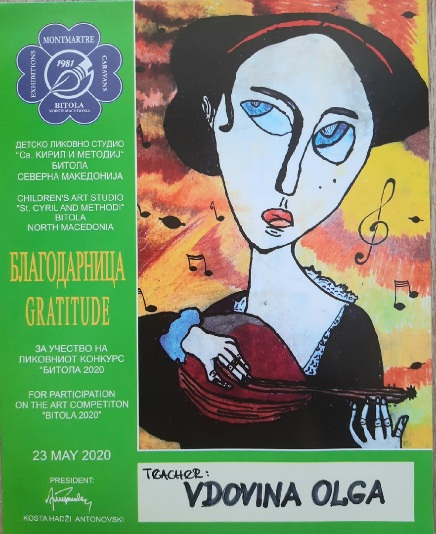 MONTMARTRE
EXHIBITIONS
CARAVANS
1981
BITOLA
NORTH MACEDONIA
ДЕТСКО ЛИКОВНО СТУДИО
"Св. КИРИЛ И МЕТОДИЈ"
БИТОЛА
СЕВЕРНА МАКЕДОНИЈА
CHILDREN'S ART STUDIO
"St. CYRIL AND METHODI"
BITOLA
NORTH MACEDONIA
БЛАГОДАРНИЦА
GRATITUDE
ЗА УЧЕСТВО НА
ЛИКОВНИОТ КОНКУРС
"БИТОЛА 2020
FOR PARTICIPATION
ON THE ART COMPETITON
"BITOLA 2020"
23 MAY 2020
PRESIDENT:
KOSTA HADŽI ANTONOVSKI
TEACHER:
VDOVINA OLGA